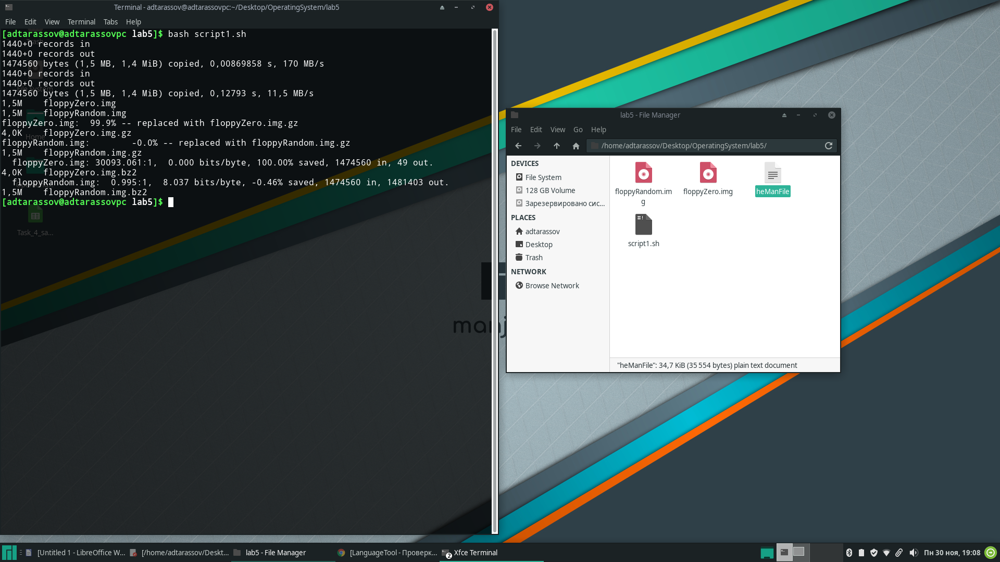 Terminal - adtarassov@adtarassovpc:~/Desktop/OperatingSystem/lab5
File Edit View Terminal Tabs Help
[adtarassov@adtarassovpc lab5]$ bash script1.sh
1440+0 records in
1440+0 records out
1474560 bytes (1,5 MB, 1,4 MiB) copied, 0,00869858 s, 170 MB/s
1440+0 records in
1440+0 records out
1474560 bytes (1,5 MB, 1,4 MiB) copied, 0,12793 s, 11,5 MB/s
1,5M    floppyZero.img
1,5M    floppyRandom.img
floppyZero.img:  99.9% -- replaced with floppyZero.img.gz
4,0K    floppyZero.img.gz
floppyRandom.img:        -0.0% -- replaced with floppyRandom.img.gz
1,5M    floppyRandom.img.gz
  floppyZero.img: 30093.061:1,  0.000 bits/byte, 100.00% saved, 1474560 in, 49 out.
4,0K    floppyZero.img.bz2
  floppyRandom.img:  0.995:1,  8.037 bits/byte, -0.46% saved, 1474560 in, 1481403 out.
1,5M    floppyRandom.img.bz2
[adtarassov@adtarassovpc lab5]$
Trash
File System
Home
Task_4_sa...
lab5 - File Manager
File Edit View Go Help
/home/adtarassov/Desktop/OperatingSystem/lab5/
DEVICES
File System
128 GB Volume
Зарезервировано сис...
PLACES
adtarassov
Desktop
Trash
NETWORK
Browse Network
floppyRandom.im
g
floppyZero.img
heManFile
script1.sh
"heManFile": 34,7 KiB (35 554 bytes) plain text document
manj
[Untitled 1 - LibreOffice W...
[/home/adtarassov/Deskt...
lab5 - File Manager
[LanguageTool - Проверк...
2
Xfce Terminal
Пн 30 ноя, 19:08